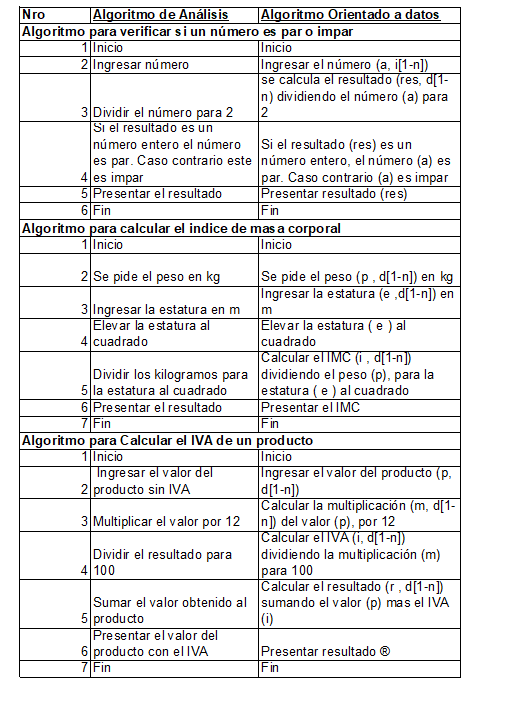 Nro Algoritmo de Análisis Algoritmo Orientado a datos
Algoritmo para verificar si un número es par o impar
1 Inicio Inicio
2 Ingresar número Ingresar el número (a, i[1-n])
3 Dividir el número para 2
se calcula el resultado (res, d[1-
n) dividiendo el número (a) para
2
4 Si el resultado es un
número entero el número
es par. Caso contrario este
es impar
Si el resultado (res) es un
número entero, el número (a) es
par. Caso contrario (a) es impar
5 Presentar el resultado Presentar resultado (res)
6 Fin Fin
Algoritmo para calcular el indice de masa corporal
1 Inicio Inicio
2 Se pide el peso en kg Se pide el peso (p , d[1-n]) en kg
3 Ingresar la estatura en m
Ingresar la estatura (e ,d[1-n]) en
m
4 Elevar la estatura al
cuadrado
Elevar la estatura ( e ) al
cuadrado
5 Dividir los kilogramos para
la estatura al cuadrado
Calcular el IMC (i , d[1-n])
dividiendo el peso (p), para la
estatura ( e ) al cuadrado
6 Presentar el resultado Presentar el IMC
7 Fin Fin
Algoritmo para Calcular el IVA de un producto
1 Inicio Inicio
2 Ingresar el valor del
producto sin IVA
Ingresar el valor del producto (p,
d[1-n])
3 Multiplicar el valor por 12
Calcular la multiplicación (m, d[1-
n]) del valor (p), por 12
4 Dividir el resultado para
100
Calcular el IVA (i, d[1-n])
dividiendo la multiplicación (m)
para 100
5 Sumar el valor obtenido al
producto
Calcular el resultado (r , d[1-n])
sumando el valor (p) mas el IVA
(i)
6 Presentar el valor del
producto con el IVA
Presentar resultado ®
7 Fin Fin